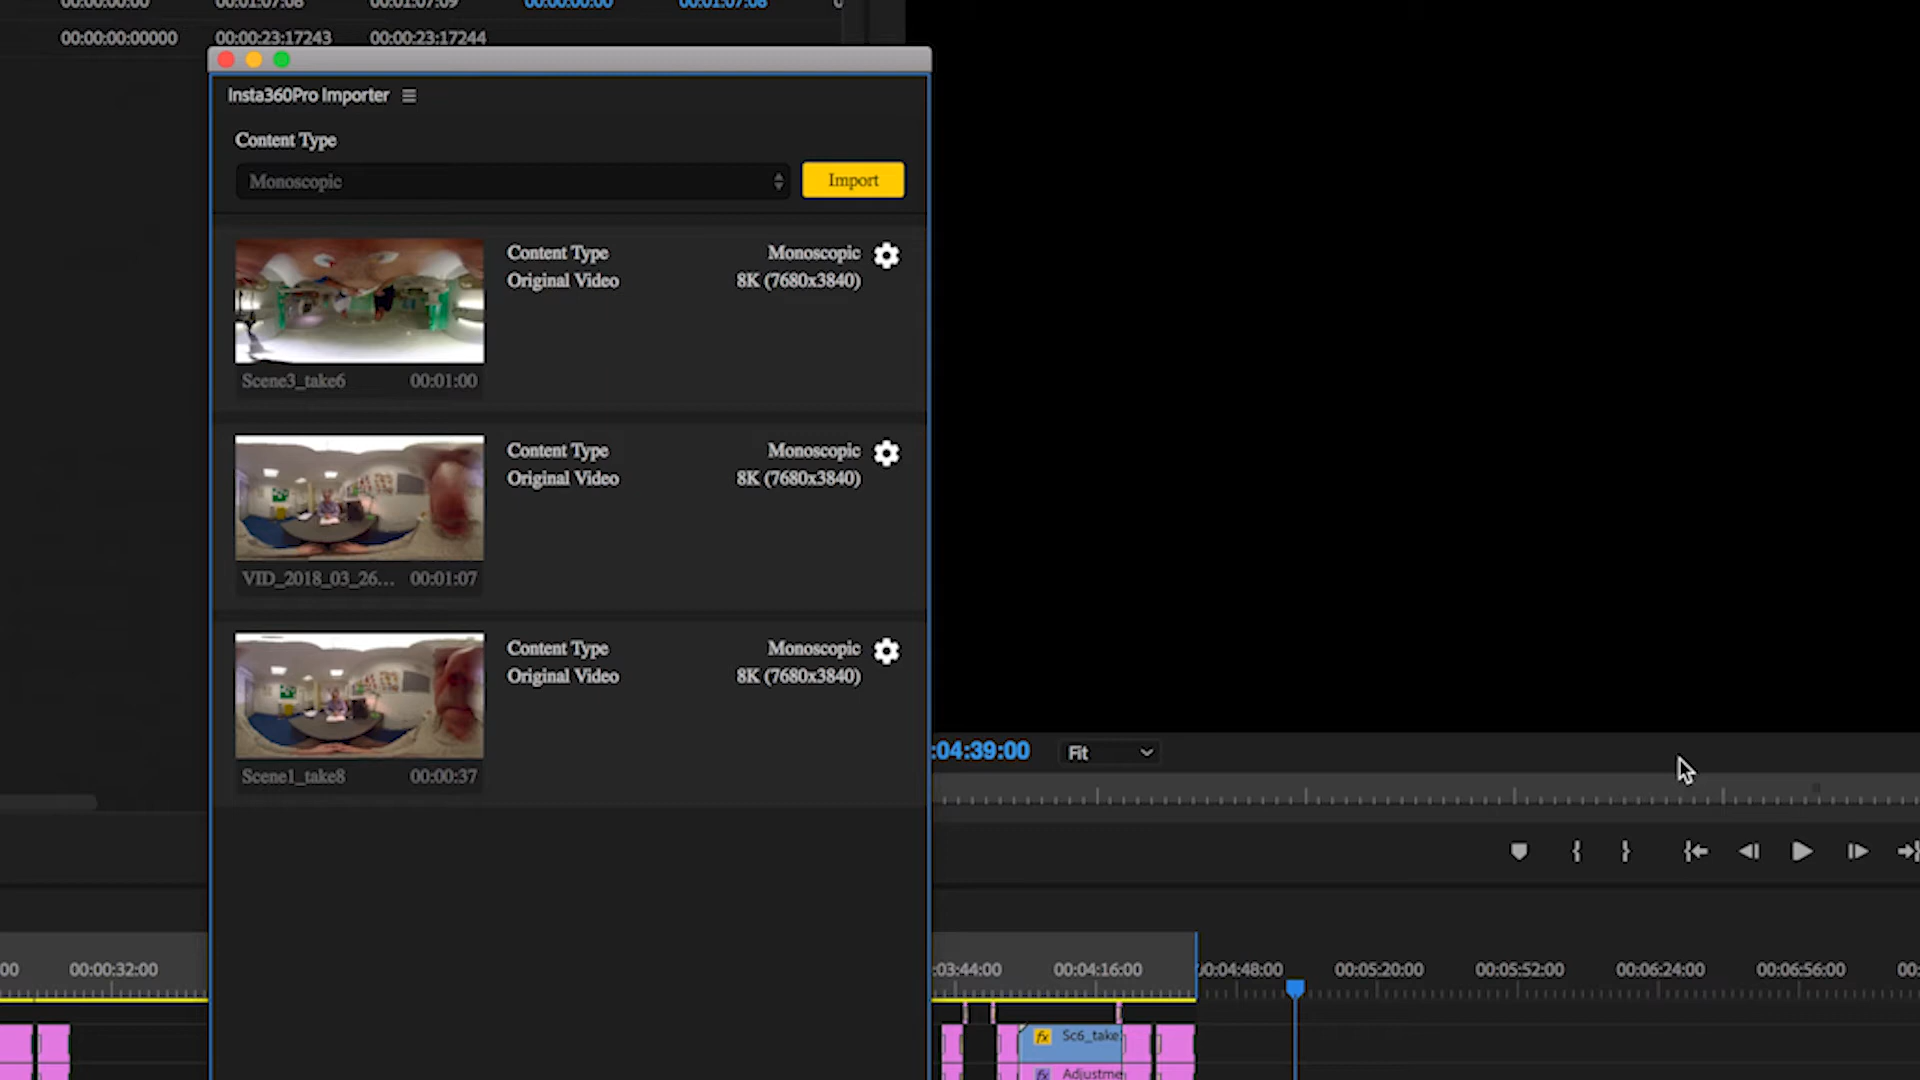 00:00:00:00 00:01:07:08 00:01:07:09 00:00:00:00 00:01:07:08
00:00:00:00000 00:00:23:17243 00:00:23:17244
Insta360Pro Importer
Content Type
Monoscopic
Import
Content Type Monoscopic
Original Video 8K (7680x3840)
Scene3_take6 00:01:00
Content Type Monoscopic
Original Video 8K (7680x3840)
VID_2018_03_26... 00:01:07
Content Type Monoscopic
Original Video 8K (7680x3840)
Scene1_take8 00:00:37
:04:39:00 Fit
00 00:00:32:00 :03:44:00 00:04:16:00 00:04:48:00 00:05:20:00 00:05:52:00 00:06:24:00 00:06:56:00 00:
fx Sc6_take
fx Adjustme